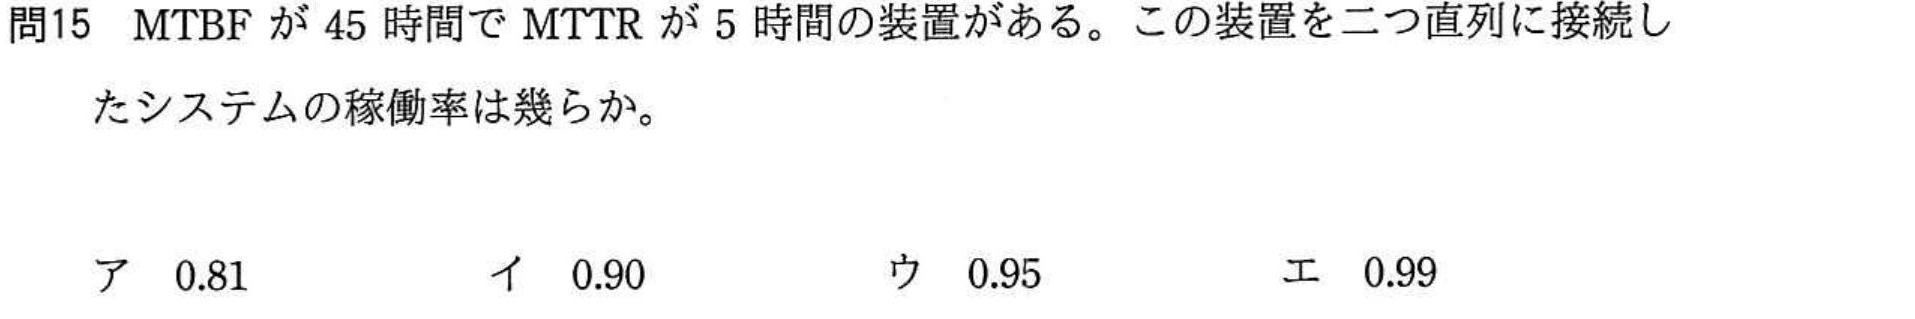 問15　MTBF が 45 時間で MTTR が 5 時間の装置がある。この装置を二つ直列に接続し
たシステムの稼働率は幾らか。
ア　0.81　イ　0.90　ウ　0.95　エ　0.99